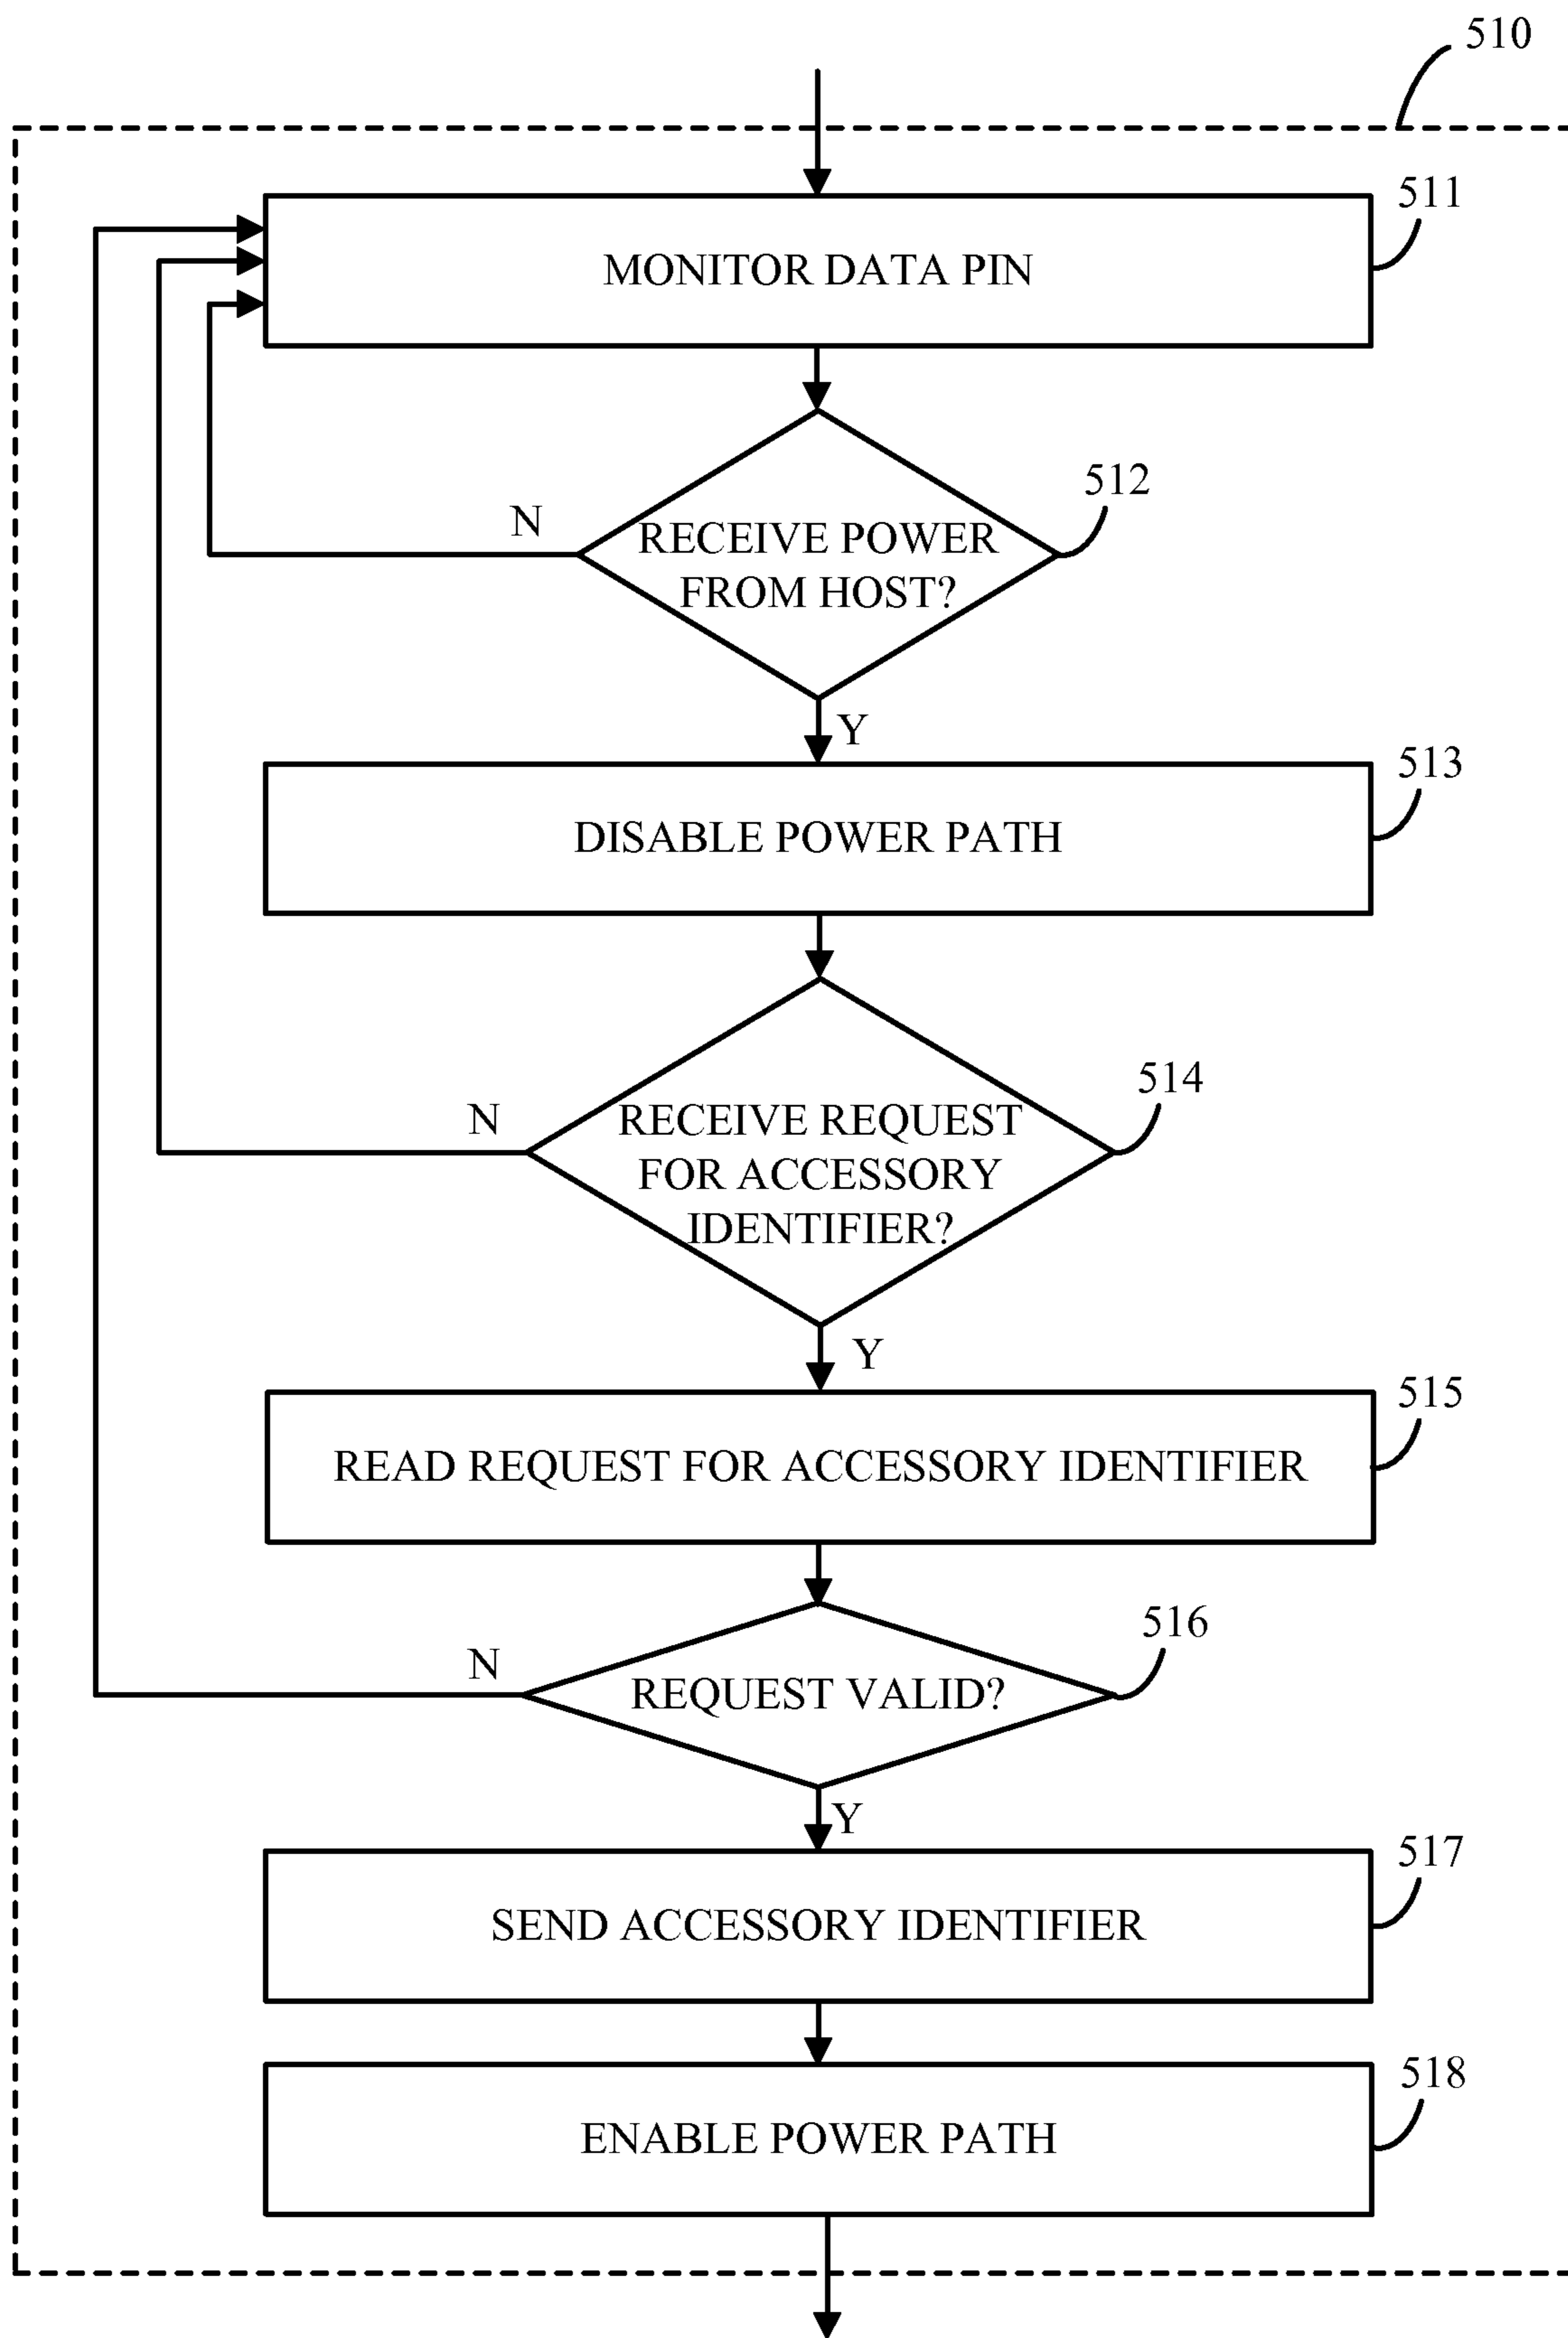 510
511
MONITOR DATA PIN
512
N
RECEIVE POWER
FROM HOST?
Y
513
DISABLE POWER PATH
514
N
RECEIVE REQUEST
FOR ACCESSORY
IDENTIFIER?
Y
515
READ REQUEST FOR ACCESSORY IDENTIFIER
516
N
REQUEST VALID?
Y
517
SEND ACCESSORY IDENTIFIER
518
ENABLE POWER PATH